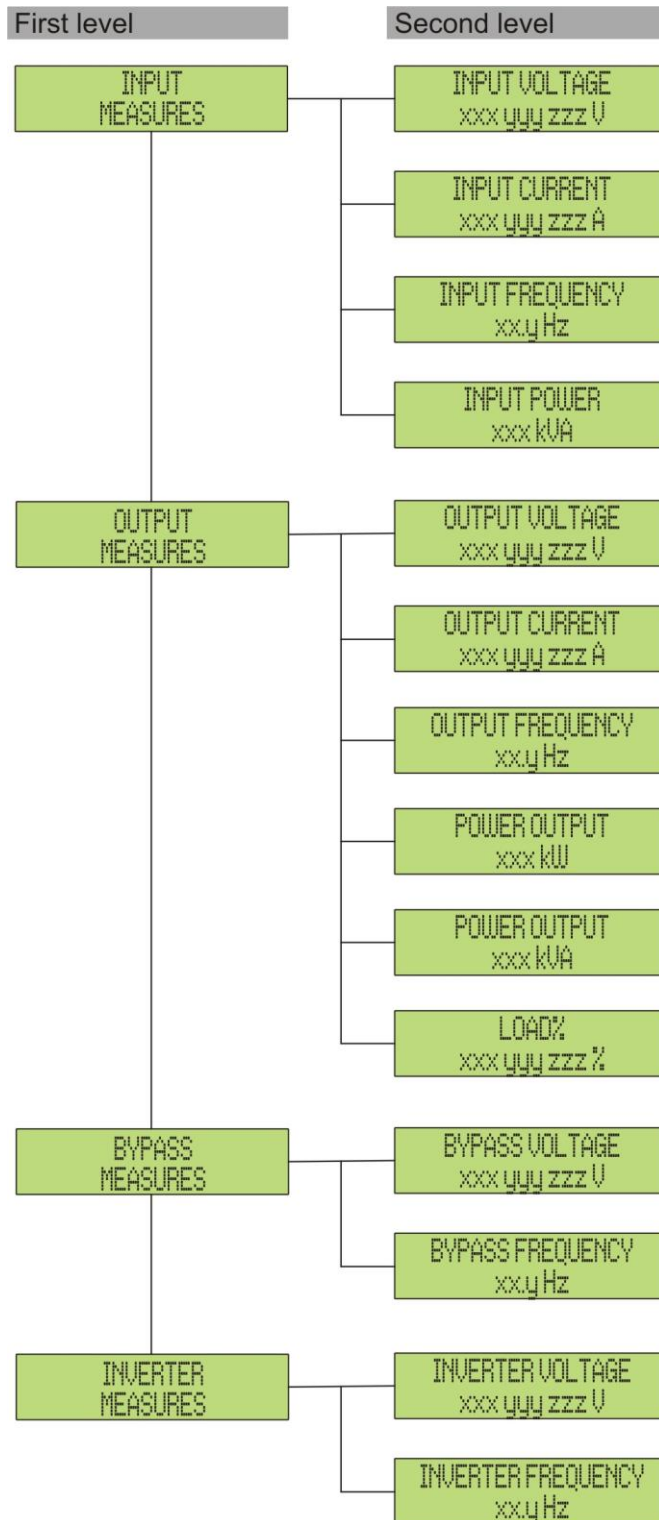 First level
Second level
INPUT
MEASURES
INPUT VOLTAGE
xxx yyy zzz V
INPUT CURRENT
xxx yyy zzz A
INPUT FREQUENCY
xx.y Hz
INPUT POWER
xxx kVA
OUTPUT
MEASURES
OUTPUT VOLTAGE
xxx yyy zzz V
OUTPUT CURRENT
xxx yyy zzz A
OUTPUT FREQUENCY
xx.y Hz
POWER OUTPUT
xxx kW
POWER OUTPUT
xxx kVA
LOAD%
xxx yyy zzz %
BYPASS
MEASURES
BYPASS VOLTAGE
xxx yyy zzz V
BYPASS FREQUENCY
xx.y Hz
INVERTER
MEASURES
INVERTER VOLTAGE
xxx yyy zzz V
INVERTER FREQUENCY
xx.y Hz